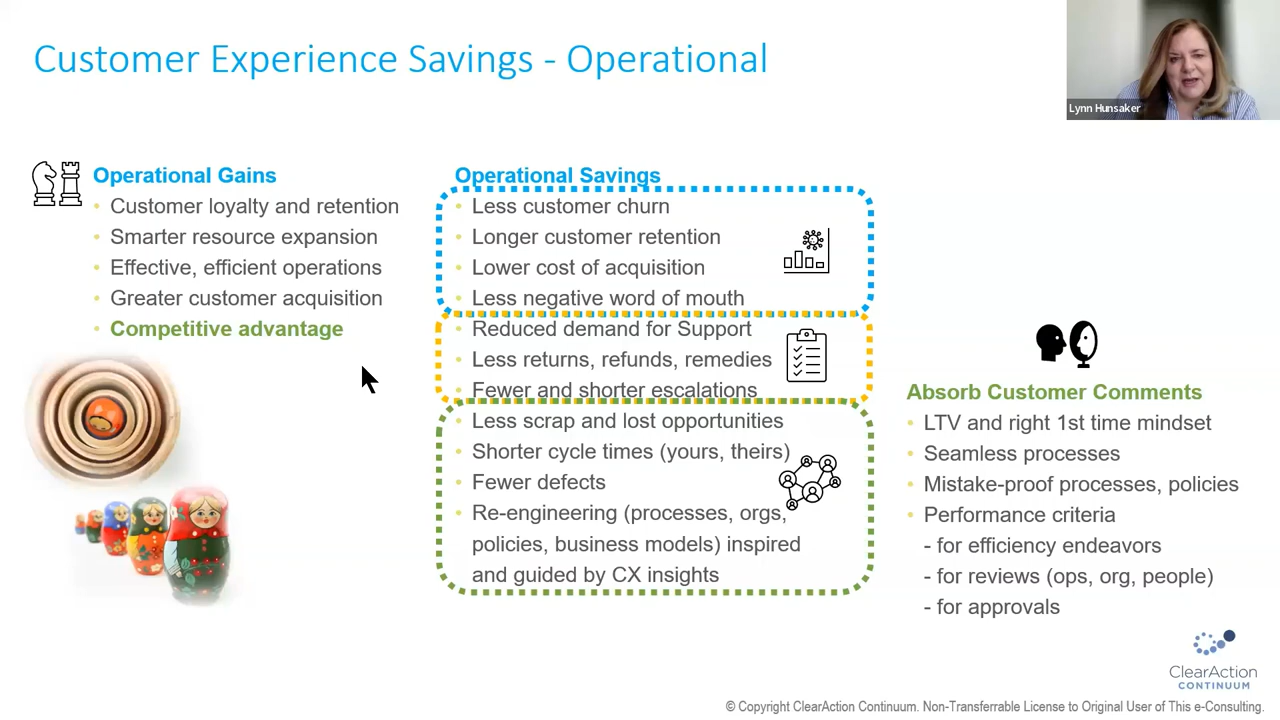 Customer Experience Savings - Operational
Lynn Hunsaker
Operational Gains
• Customer loyalty and retention
• Smarter resource expansion
• Effective, efficient operations
• Greater customer acquisition
• Competitive advantage
Operational Savings
• Less customer churn
• Longer customer retention
• Lower cost of acquisition
• Less negative word of mouth
• Reduced demand for Support
• Less returns, refunds, remedies
• Fewer and shorter escalations
• Less scrap and lost opportunities
• Shorter cycle times (yours, theirs)
• Fewer defects
• Re-engineering (processes, orgs,
policies, business models) inspired
and guided by CX insights
Absorb Customer Comments
• LTV and right 1st time mindset
• Seamless processes
• Mistake-proof processes, policies
• Performance criteria
- for efficiency endeavors
- for reviews (ops, org, people)
- for approvals
ClearAction
CONTINUUM
© Copyright ClearAction Continuum. Non-Transferrable License to Original User of This e-Consulting.